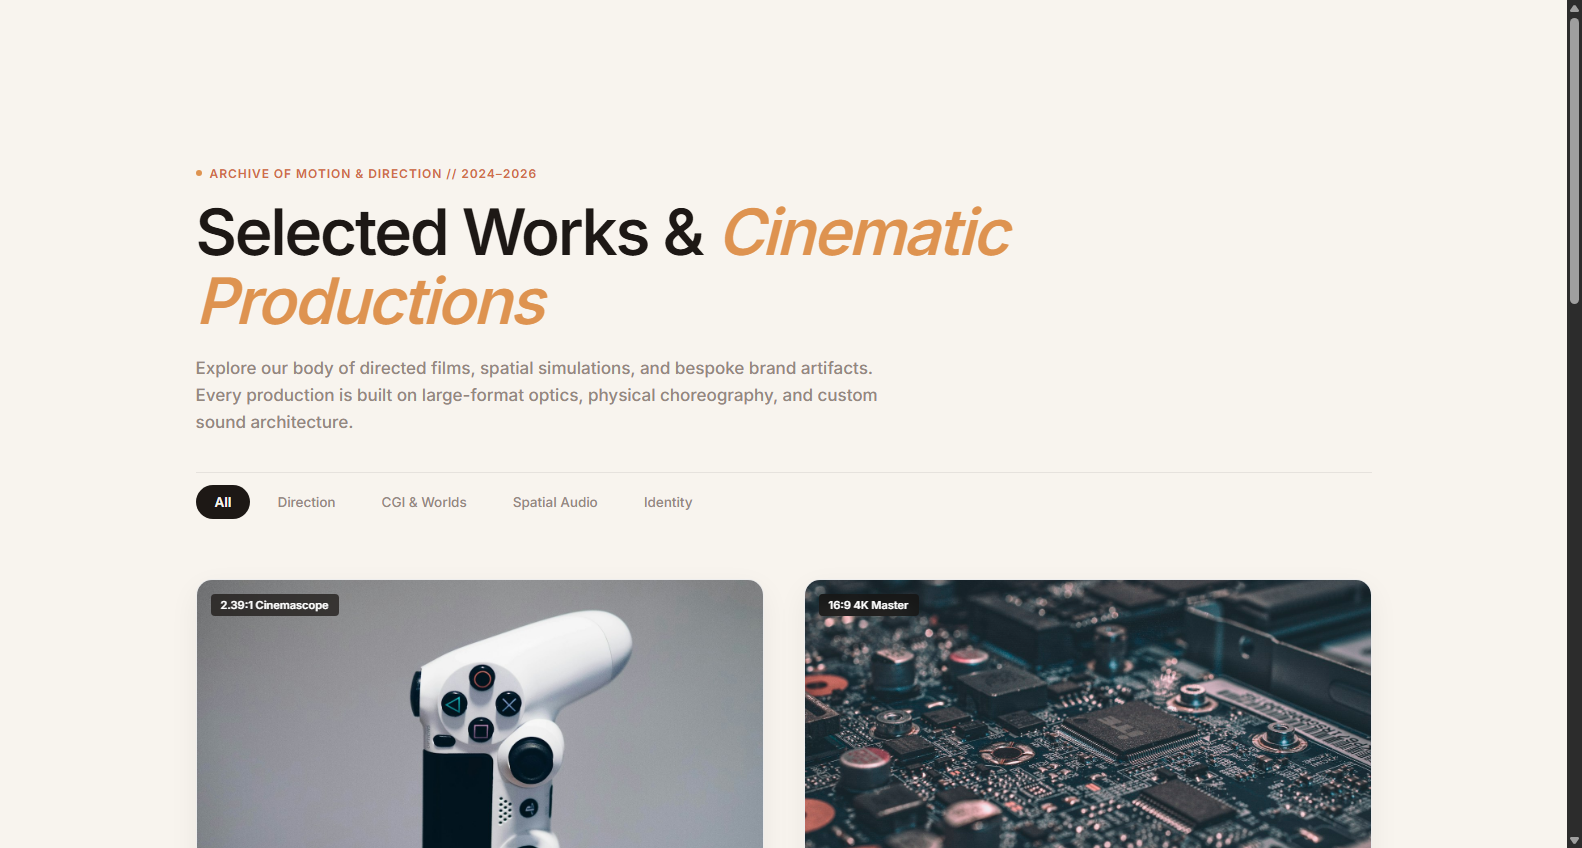 ARCHIVE OF MOTION & DIRECTION // 2024–2026
Selected Works & Cinematic
Productions
Explore our body of directed films, spatial simulations, and bespoke brand artifacts.
Every production is built on large-format optics, physical choreography, and custom
sound architecture.
All Direction CGI & Worlds Spatial Audio Identity
2.39:1 Cinemascope
16:9 4K Master